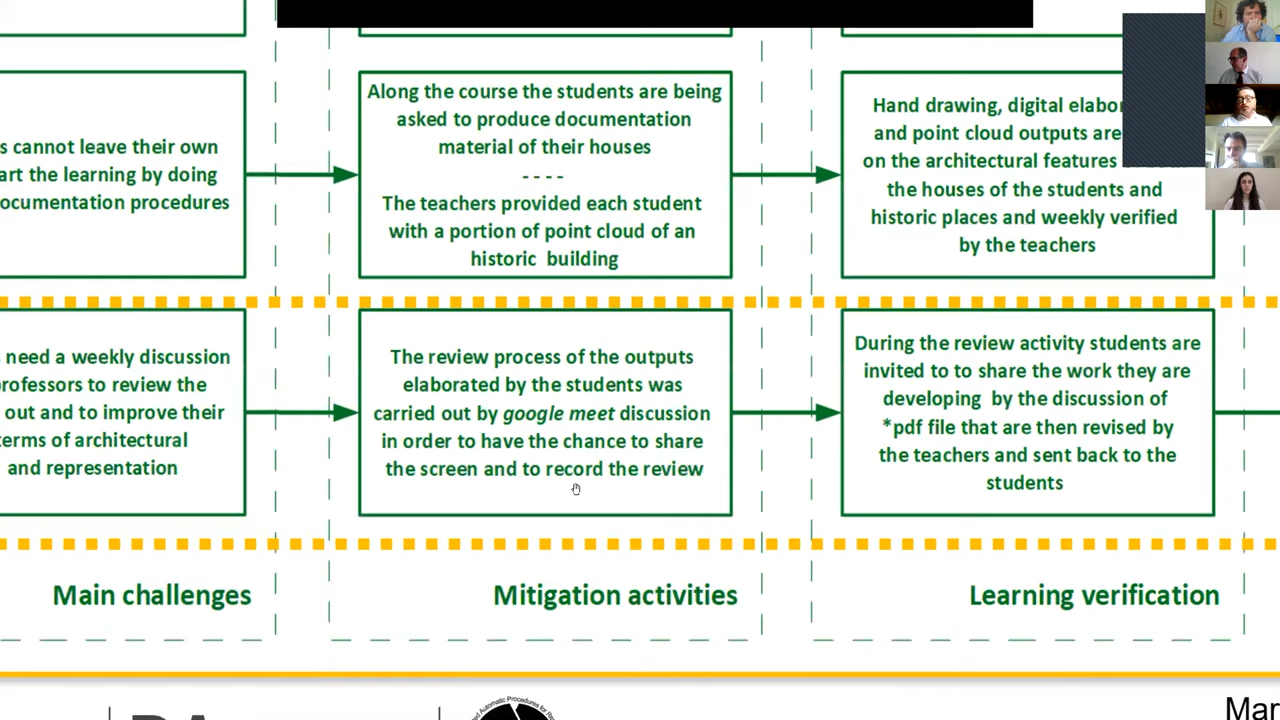 s cannot leave their own
art the learning by doing
ocumentation procedures
Along the course the students are being
asked to produce documentation
material of their houses
- - - -
The teachers provided each student
with a portion of point cloud of an
historic building
Hand drawing, digital elabor
and point cloud outputs are
on the architectural features
the houses of the students and
historic places and weekly verified
by the teachers
need a weekly discussion
rofessors to review the
out and to improve their
terms of architectural
and representation
The review process of the outputs
elaborated by the students was
carried out by google meet discussion
in order to have the chance to share
the screen and to record the review
During the review activity students are
invited to to share the work they are
developing by the discussion of
*pdf file that are then revised by
the teachers and sent back to the
students
Main challenges
Mitigation activities
Learning verification
ted Automatic Procedures for Re
Mar